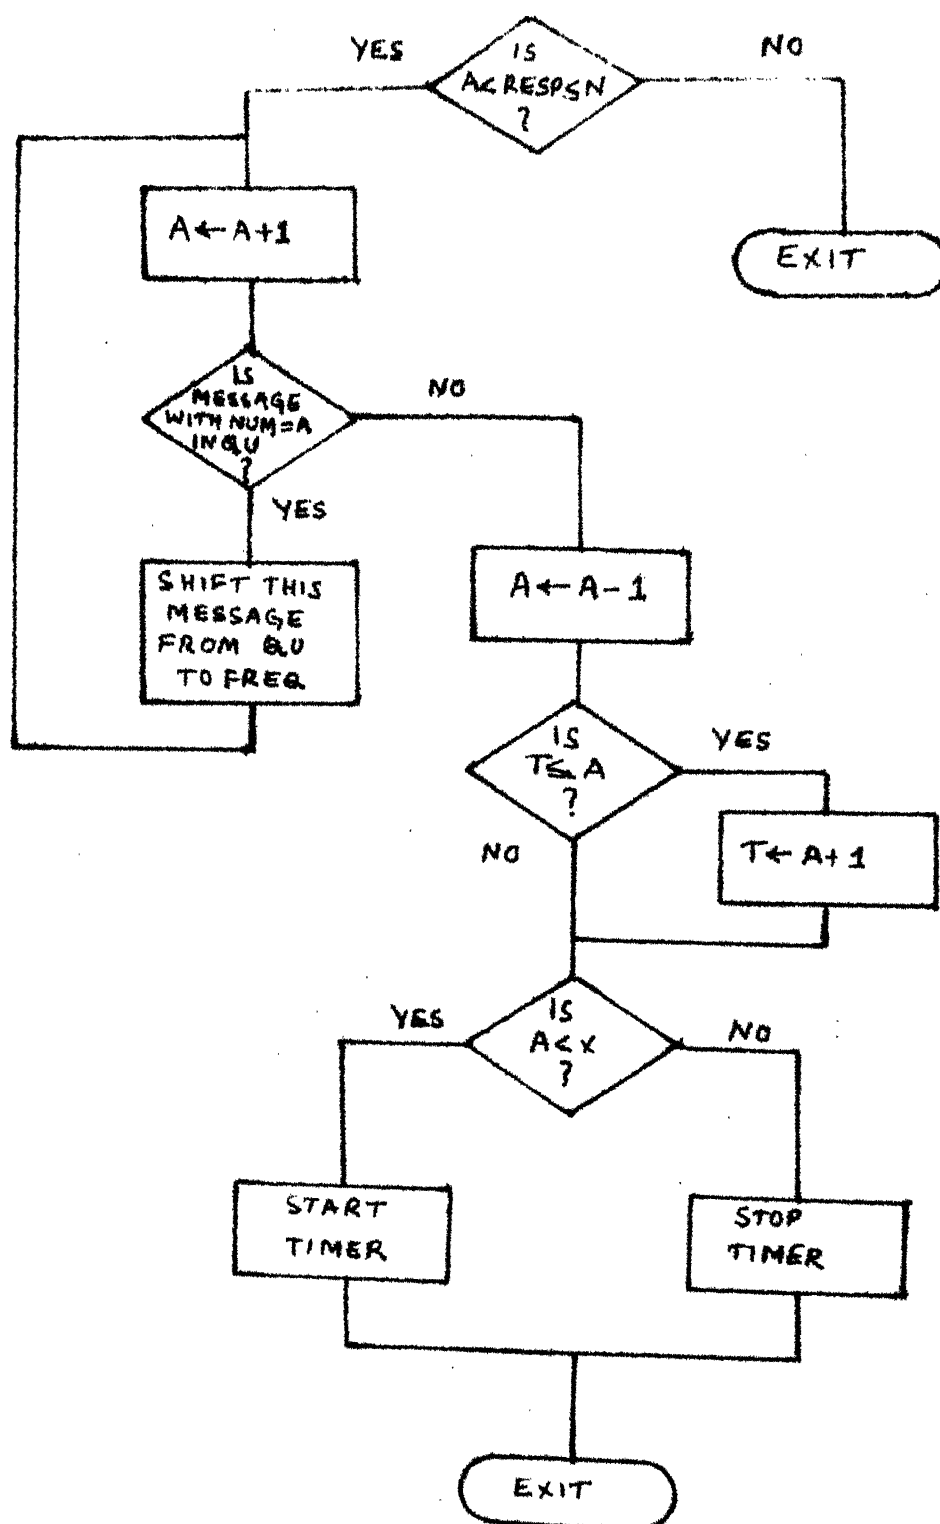 YES
IS
A<RESP≤N
?
NO
A←A+1
EXIT
IS
MESSAGE
WITH NUM=A
IN QU
?
NO
YES
SHIFT THIS
MESSAGE
FROM QU
TO FREQ
A←A-1
IS
T≤A
?
YES
NO
T←A+1
YES
IS
A<X
?
NO
START
TIMER
STOP
TIMER
EXIT